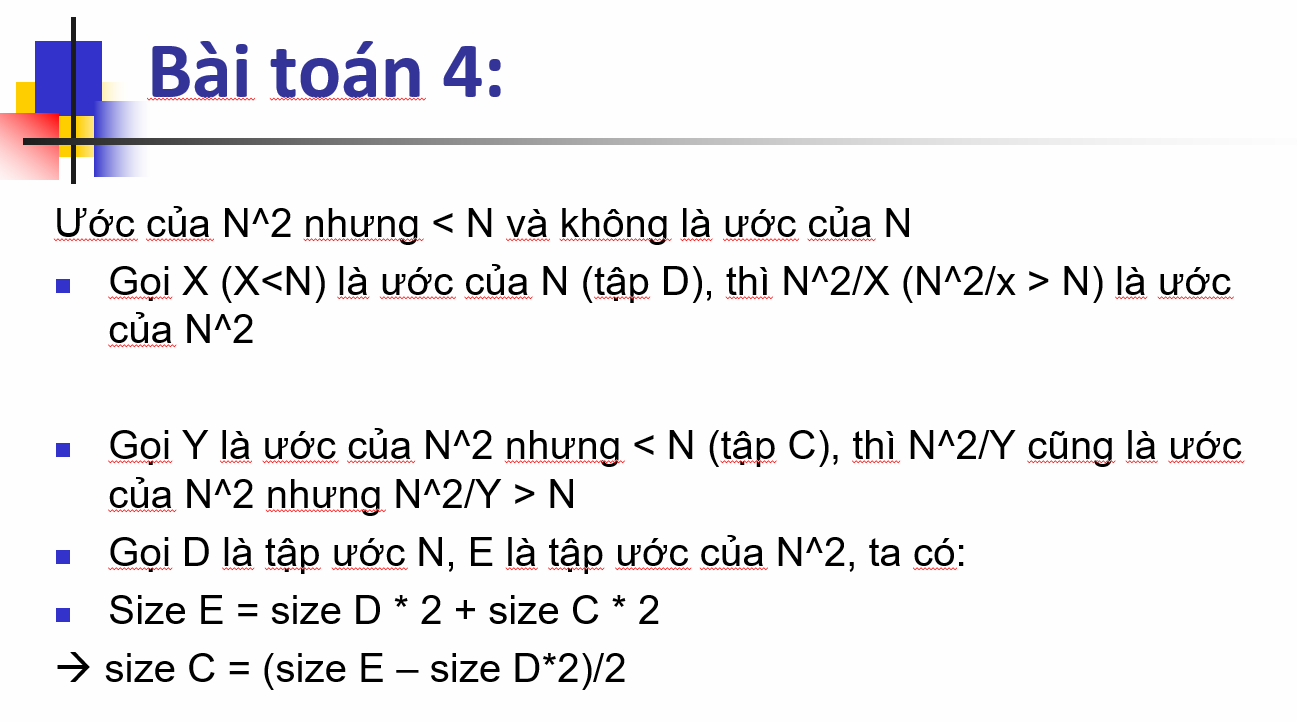 Bài toán 4:
Ước của N^2 nhưng < N và không là ước của N
Gọi X (X<N) là ước của N (tập D), thì N^2/X (N^2/x > N) là ước
của N^2
Gọi Y là ước của N^2 nhưng < N (tập C), thì N^2/Y cũng là ước
của N^2 nhưng N^2/Y > N
Gọi D là tập ước N, E là tập ước của N^2, ta có:
Size E = size D * 2 + size C * 2
→ size C = (size E – size D*2)/2